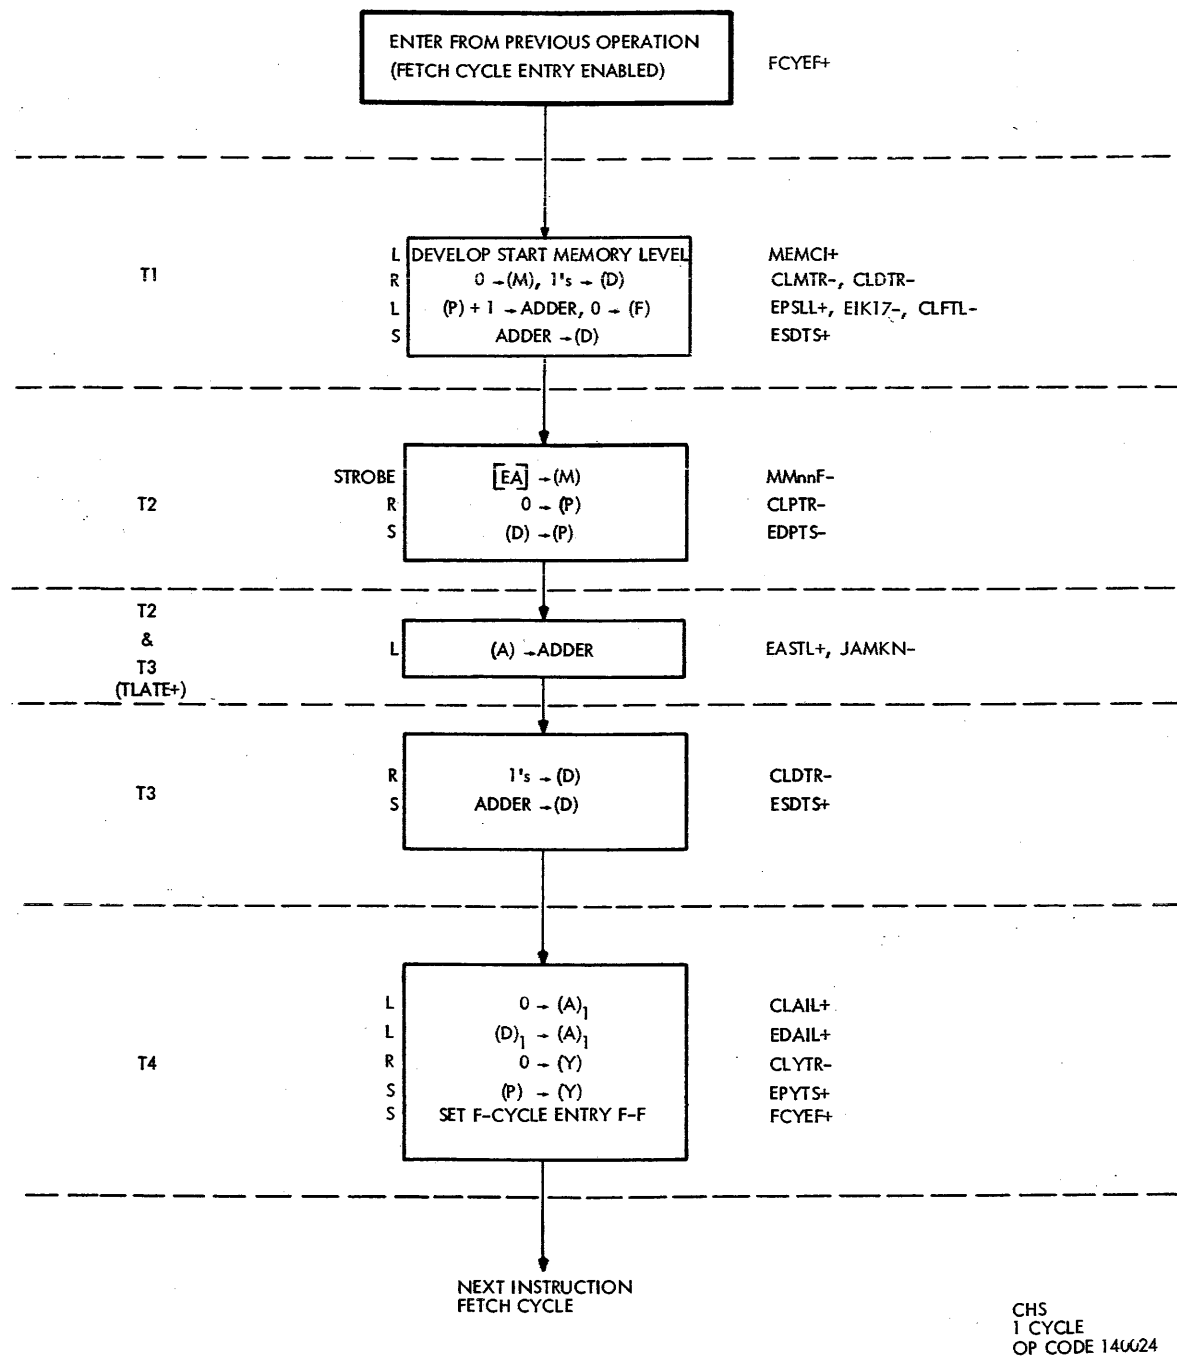 ENTER FROM PREVIOUS OPERATION
(FETCH CYCLE ENTRY ENABLED) FCYEF+
L DEVELOP START MEMORY LEVEL MEMCI+
T1 R 0 → (M), 1's → (D) CLMTR-, CLDTR-
L (P) + 1 → ADDER, 0 → (F) EPSLL+, EIK17-, CLFTL-
S ADDER → (D) ESDTS+
STROBE [EA] → (M) MMnnF-
T2 R 0 → (P) CLPTR-
S (D) → (P) EDPTS-
T2
&
L (A) → ADDER EASTL+, JAMKN-
T3
(TLATE+)
R 1's → (D) CLDTR-
T3 S ADDER → (D) ESDTS+
L 0 → (A)1 CLAIL+
L (D)1 → (A)1 EDAIL+
T4 R 0 → (Y) CLYTR-
S (P) → (Y) EPYTS+
S SET F-CYCLE ENTRY F-F FCYEF+
NEXT INSTRUCTION
FETCH CYCLE
CHS
1 CYCLE
OP CODE 140024